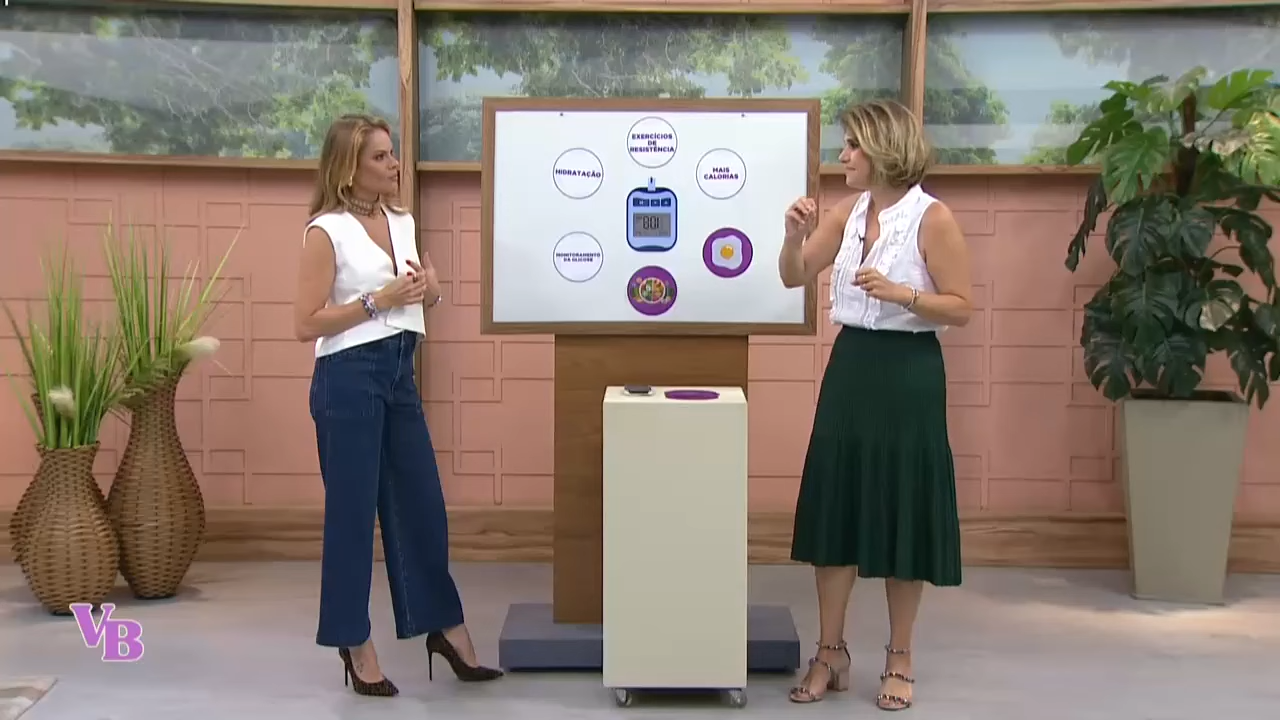 EXERCÍCIOS
DE
RESISTÊNCIA
HIDRATAÇÃO
MAIS
CALORIAS
MONITORAMENTO
DA GLICOSE
VB